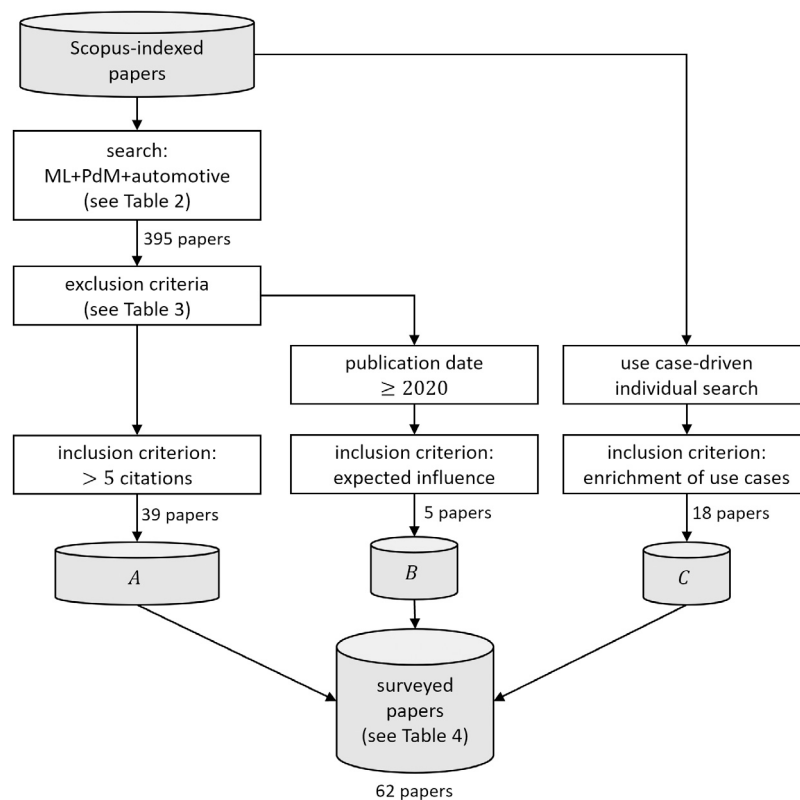 Scopus-indexed
papers
search:
ML+PdM+automotive
(see Table 2)
395 papers
exclusion criteria
(see Table 3)
publication date
≥ 2020
use case-driven
individual search
inclusion criterion:
> 5 citations
inclusion criterion:
expected influence
inclusion criterion:
enrichment of use cases
39 papers
5 papers
18 papers
A
B
C
surveyed
papers
(see Table 4)
62 papers